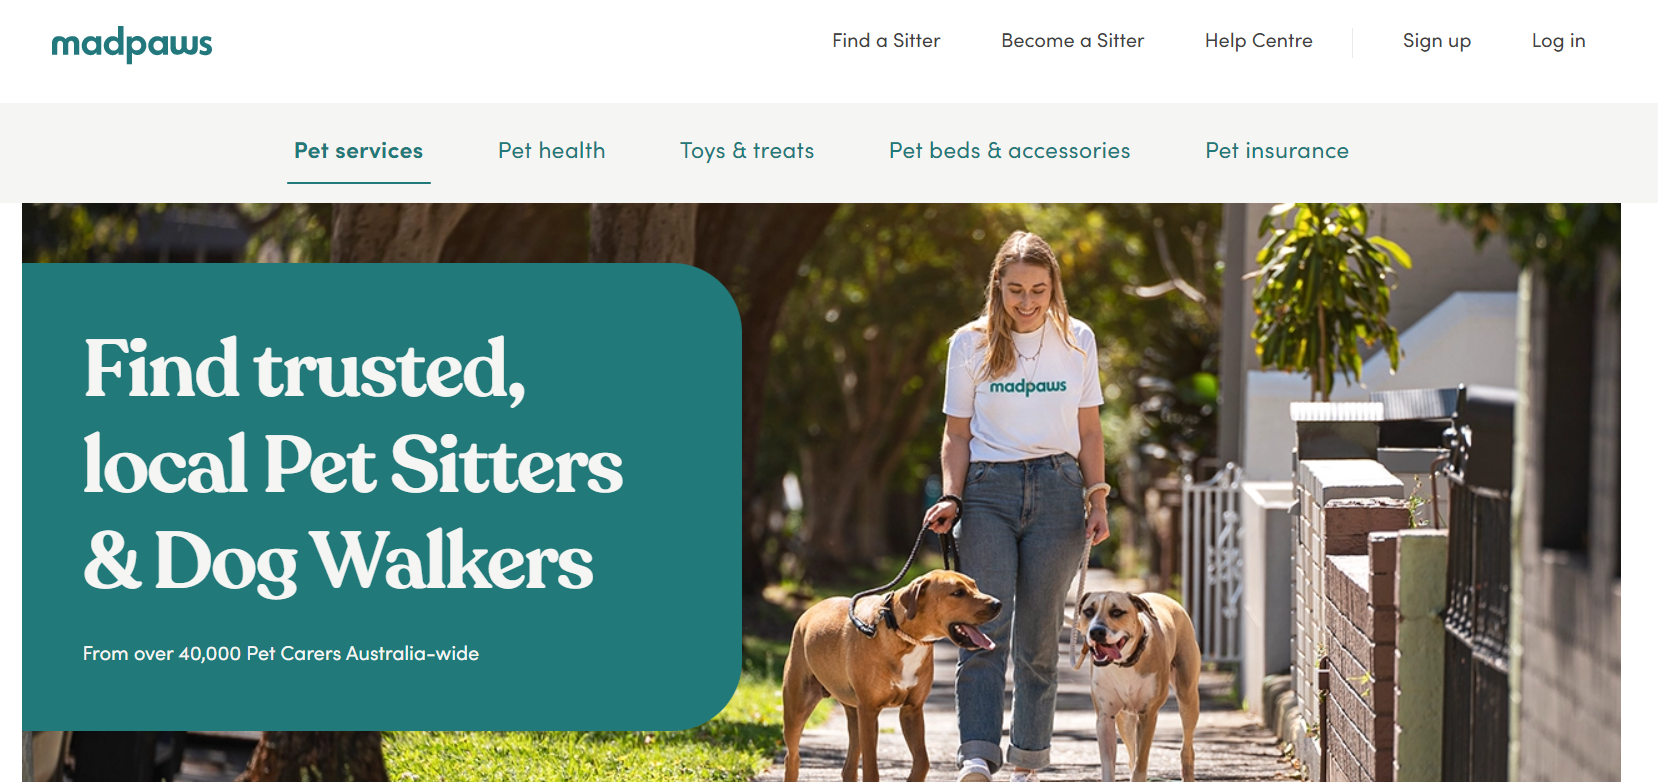 madpaws
Find a Sitter
Become a Sitter
Help Centre
Sign up
Log in
Pet services
Pet health
Toys & treats
Pet beds & accessories
Pet insurance
Find trusted,
local Pet Sitters
& Dog Walkers
From over 40,000 Pet Carers Australia-wide
madpaws